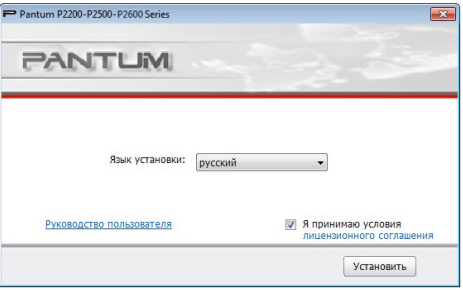 Pantum P2200-P2500-P2600 Series
PANTUM
Язык установки: русский
Руководство пользователя
Я принимаю условия
лицензионного соглашения
Установить